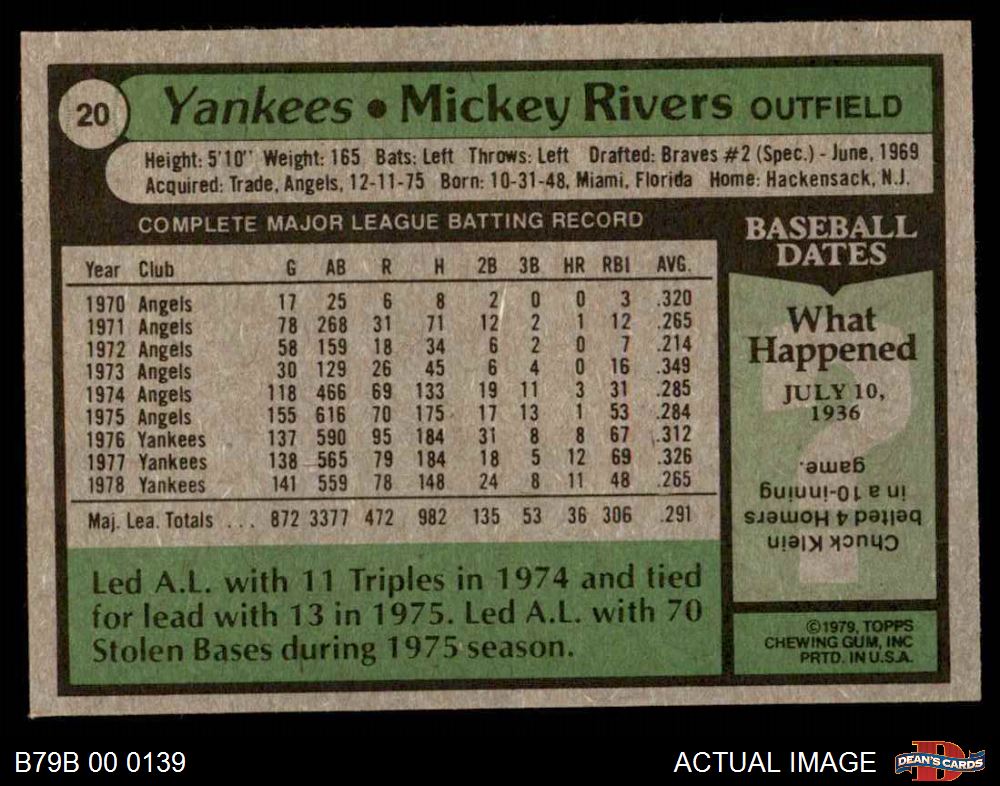 20
Yankees • Mickey Rivers OUTFIELD
Height: 5'10" Weight: 165 Bats: Left Throws: Left Drafted: Braves #2 (Spec.) - June, 1969
Acquired: Trade, Angels, 12-11-75 Born: 10-31-48, Miami, Florida Home: Hackensack, N.J.
COMPLETE MAJOR LEAGUE BATTING RECORD
Year Club G AB R H 2B 3B HR RBI AVG.
1970 Angels 17 25 6 8 2 0 0 3 .320
1971 Angels 78 268 31 71 12 2 1 12 .265
1972 Angels 58 159 18 34 6 2 0 7 .214
1973 Angels 30 129 26 45 6 4 0 16 .349
1974 Angels 118 466 69 133 19 11 3 31 .285
1975 Angels 155 616 70 175 17 13 1 53 .284
1976 Yankees 137 590 95 184 31 8 8 67 .312
1977 Yankees 138 565 79 184 18 5 12 69 .326
1978 Yankees 141 559 78 148 24 8 11 48 .265
Maj. Lea. Totals ... 872 3377 472 982 135 53 36 306 .291
Led A.L. with 11 Triples in 1974 and tied
for lead with 13 in 1975. Led A.L. with 70
Stolen Bases during 1975 season.
BASEBALL
DATES
What
Happened
JULY 10,
1936
?
Chuck Klein
belted 4 Homers
in a 10-inning
game.
©1979, TOPPS
CHEWING GUM, INC
PRTD. IN U.S.A.
B79B 00 0139
ACTUAL IMAGE
D
DEAN'S CARDS